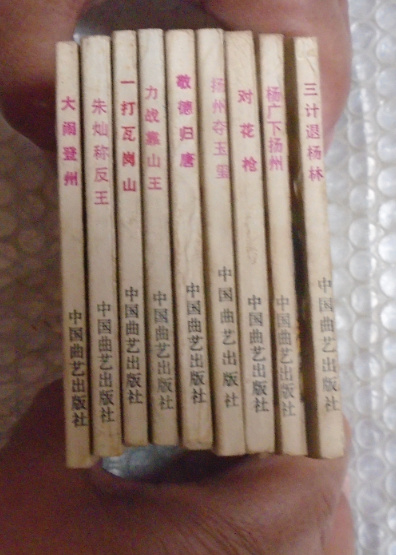 大闹登州
中国曲艺出版社
朱灿称反王
中国曲艺出版社
一打瓦岗山
中国曲艺出版社
力战靠山王
中国曲艺出版社
敬德归唐
中国曲艺出版社
扬州夺玉玺
中国曲艺出版社
对花枪
中国曲艺出版社
杨广下扬州
中国曲艺出版社
三计退杨林
中国曲艺出版社